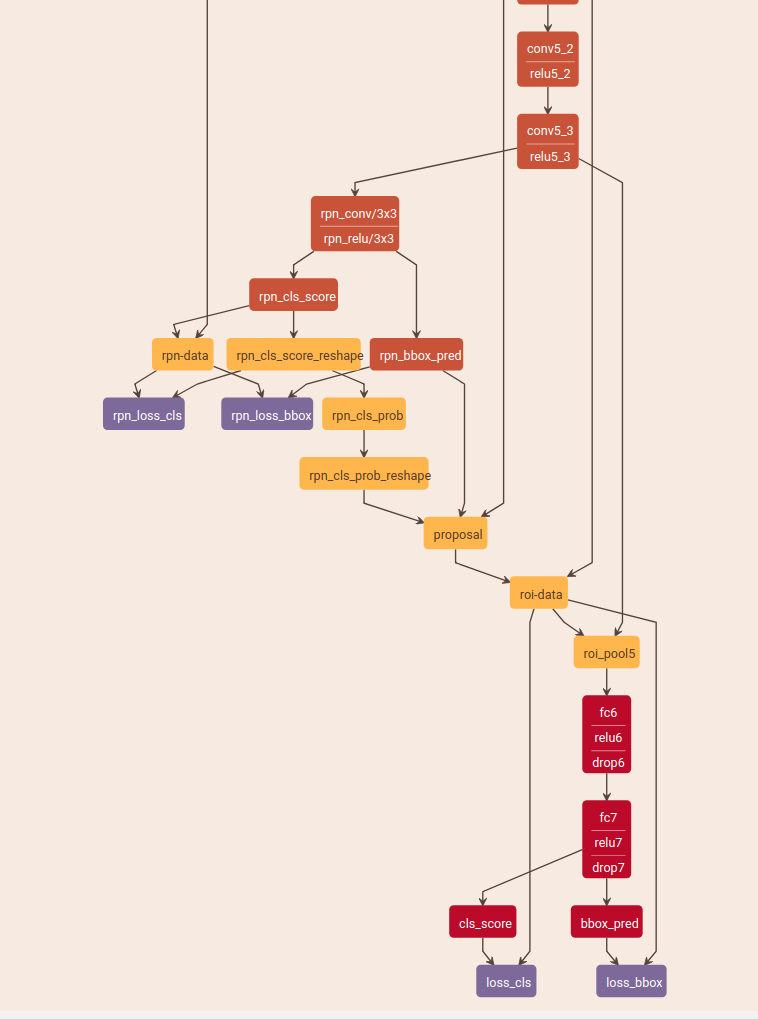 conv5_2
relu5_2
conv5_3
relu5_3
rpn_conv/3x3
rpn_relu/3x3
rpn_cls_score
rpn-data
rpn_cls_score_reshape
rpn_bbox_pred
rpn_loss_cls
rpn_loss_bbox
rpn_cls_prob
rpn_cls_prob_reshape
proposal
roi-data
roi_pool5
fc6
relu6
drop6
fc7
relu7
drop7
cls_score
bbox_pred
loss_cls
loss_bbox